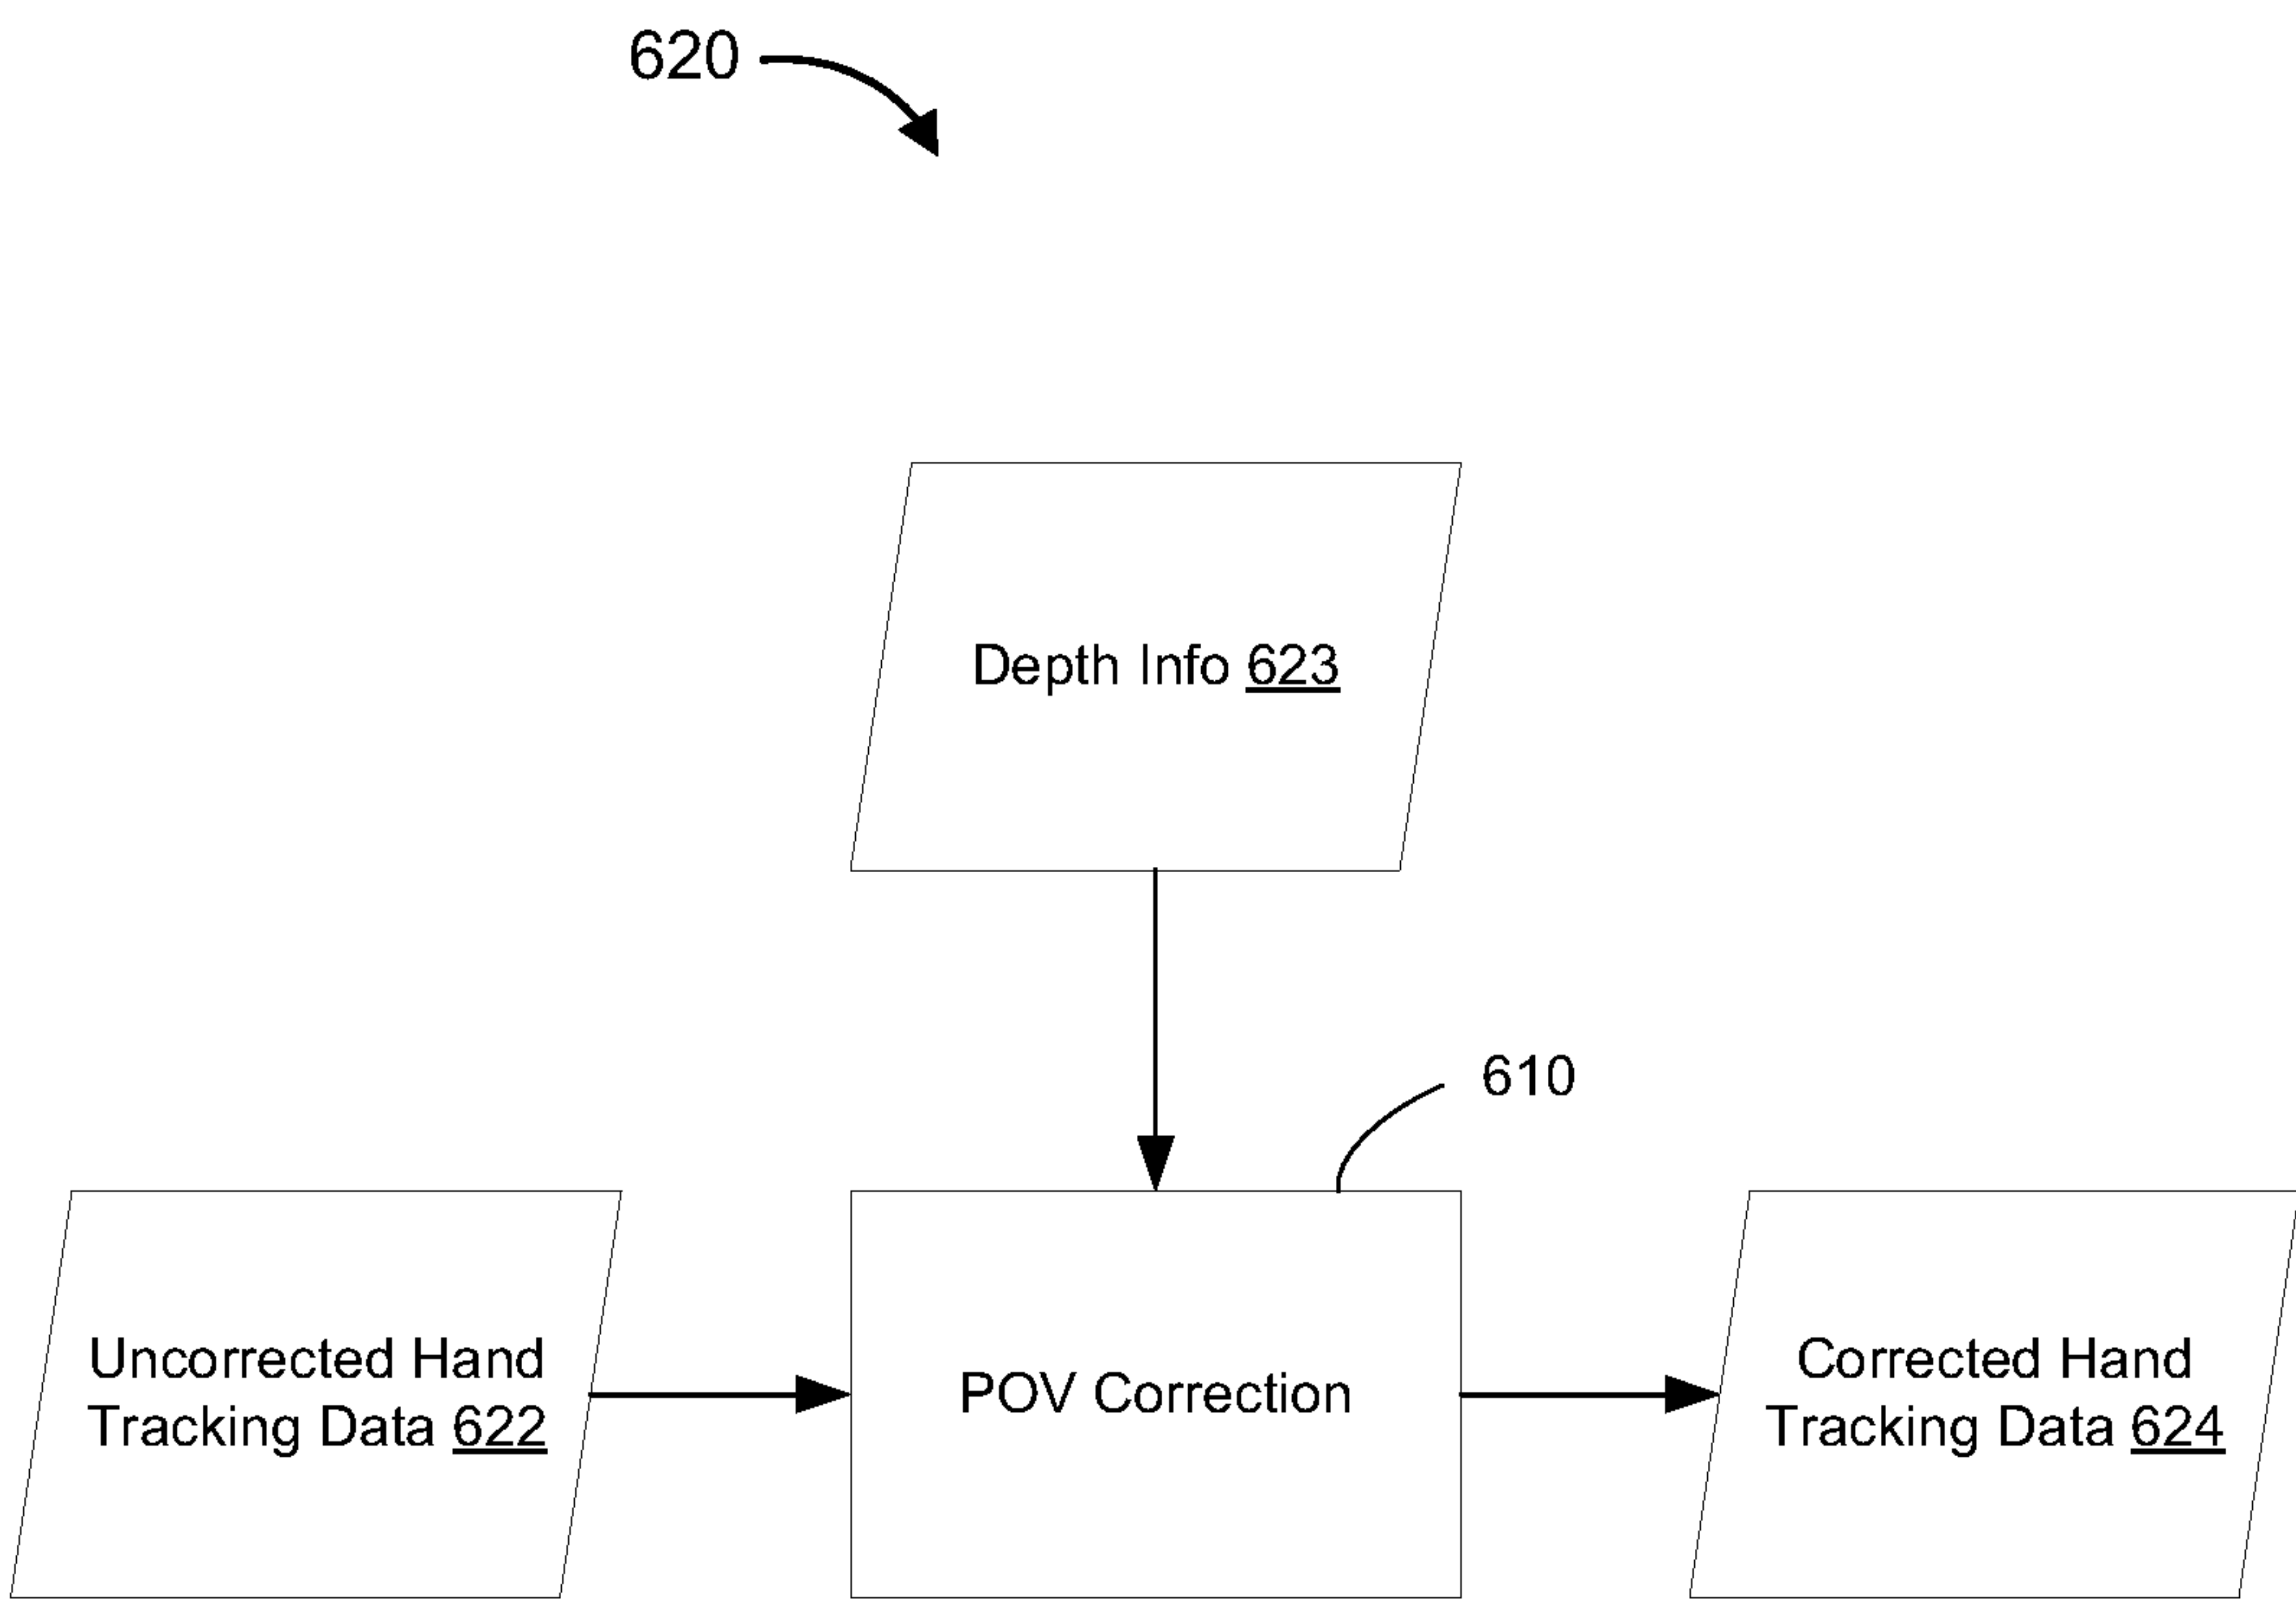 620
Depth Info 623
610
Uncorrected Hand
Tracking Data 622
POV Correction
Corrected Hand
Tracking Data 624